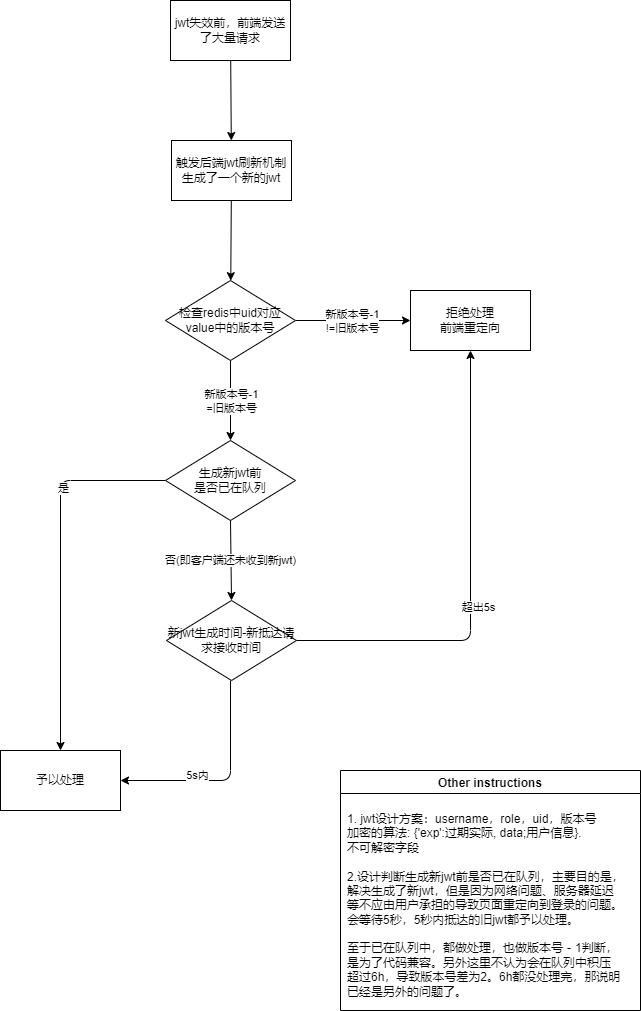 jwt失效前，前端发送
了大量请求
触发后端jwt刷新机制
生成了一个新的jwt
检查redis中uid对应
value中的版本号
新版本号-1
!=旧版本号
拒绝处理
前端重定向
新版本号-1
=旧版本号
生成新jwt前
是否已在队列
是
否(即客户端还未收到新jwt)
超出5s
新jwt生成时间-新抵达请
求接收时间
5s内
予以处理
Other instructions
1. jwt设计方案：username，role，uid，版本号
加密的算法: {'exp':过期实际, data;用户信息}.
不可解密字段
2.设计判断生成新jwt前是否已在队列，主要目的是，
解决生成了新jwt，但是因为网络问题、服务器延迟
等不应由用户承担的导致页面重定向到登录的问题。
会等待5秒，5秒内抵达的旧jwt都予以处理。
至于已在队列中，都做处理，也做版本号 - 1判断，
是为了代码兼容。另外这里不认为会在队列中积压
超过6h，导致版本号差为2。6h都没处理完，那说明
已经是另外的问题了。